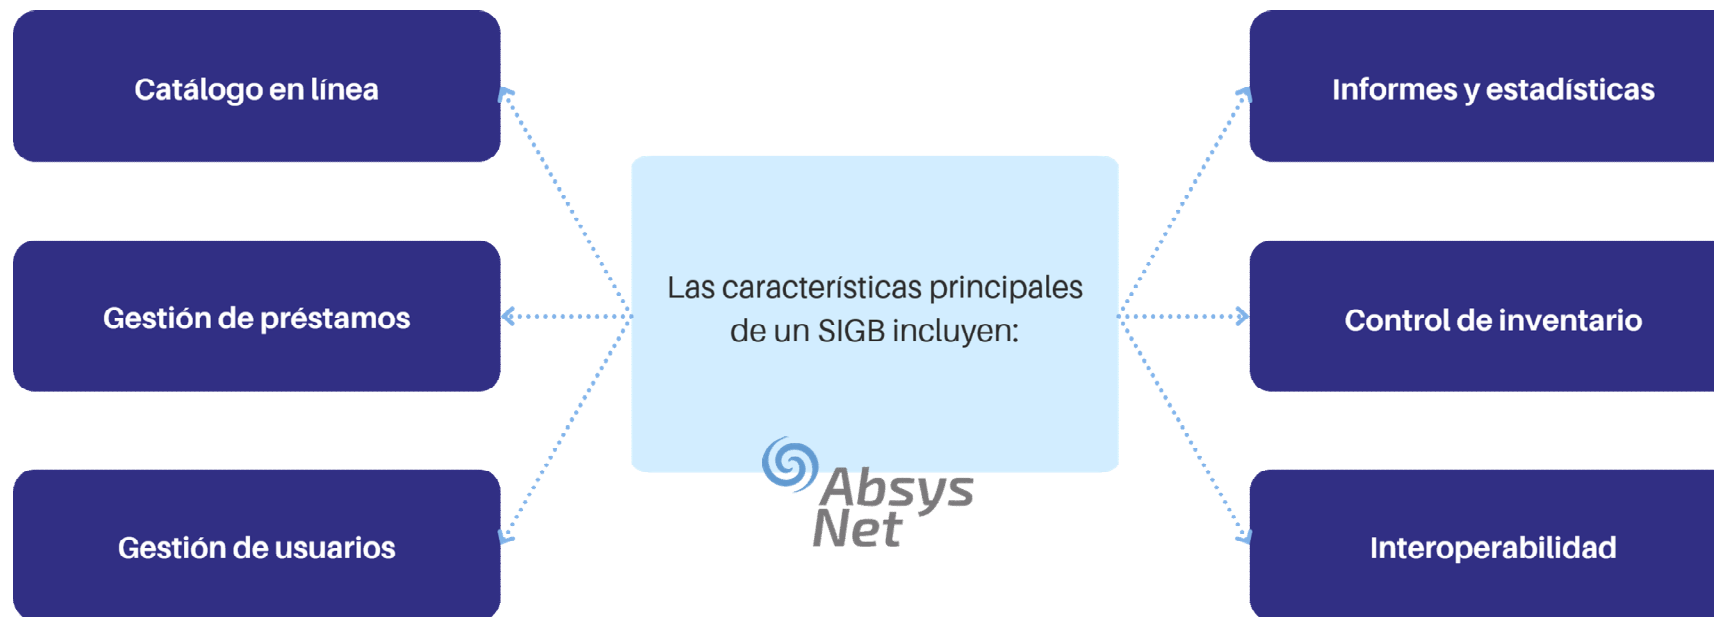 Catálogo en línea
Informes y estadísticas
Las características principales
de un SIGB incluyen:
Gestión de préstamos
Control de inventario
Absys
Net
Gestión de usuarios
Interoperabilidad